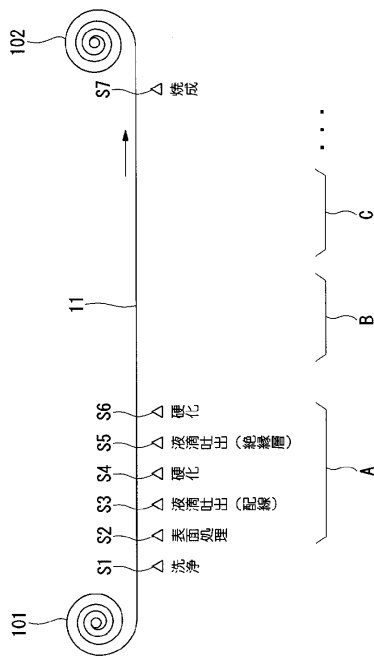 101
102
11
S1
洗浄
S2
表面処理
S3
液滴吐出（配線）
S4
硬化
S5
液滴吐出（絶縁層）
S6
硬化
S7
焼成
A
B
C